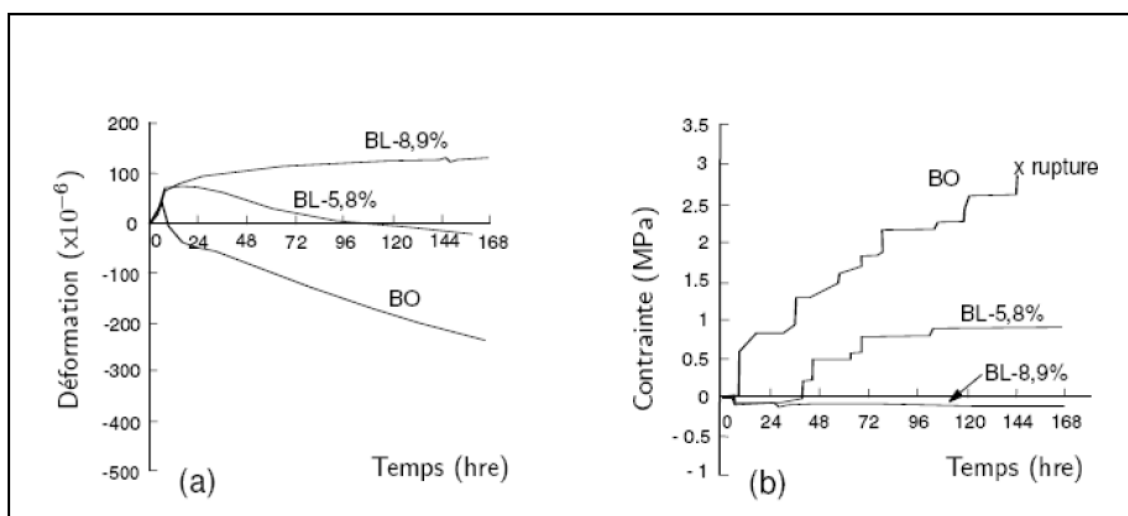 200
100
0
-100
-200
-300
-400
-500
Déformation (x10⁻⁶)
BL-8,9%
BL-5,8%
BO
0 24 48 72 96 120 144 168
Temps (hre)
(a)
3.5
3
2.5
2
1.5
1
0.5
0
- 0.5
- 1
Contrainte (MPa)
BO
x rupture
BL-5,8%
BL-8,9%
0 24 48 72 120 144 168
Temps (hre)
(b)